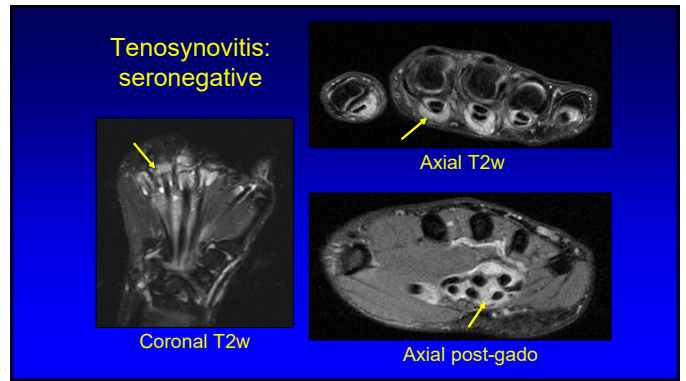 Tenosynovitis:
seronegative
Axial T2w
Coronal T2w
Axial post-gado